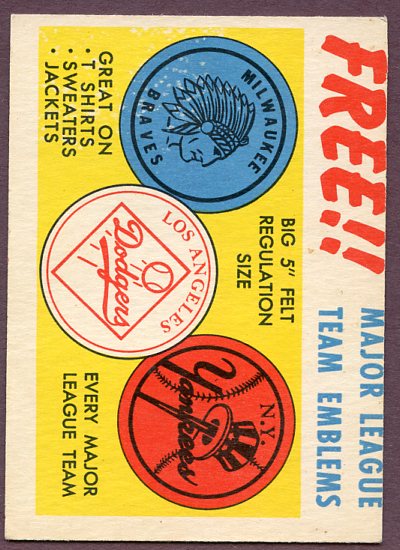 FREE!!
MAJOR LEAGUE
TEAM EMBLEMS
MILWAUKEE
BRAVES
GREAT ON
• T SHIRTS
• SWEATERS
• JACKETS
BIG 5" FELT
REGULATION
SIZE
LOS ANGELES
Dodgers
N.Y.
Yankees
EVERY MAJOR
LEAGUE TEAM